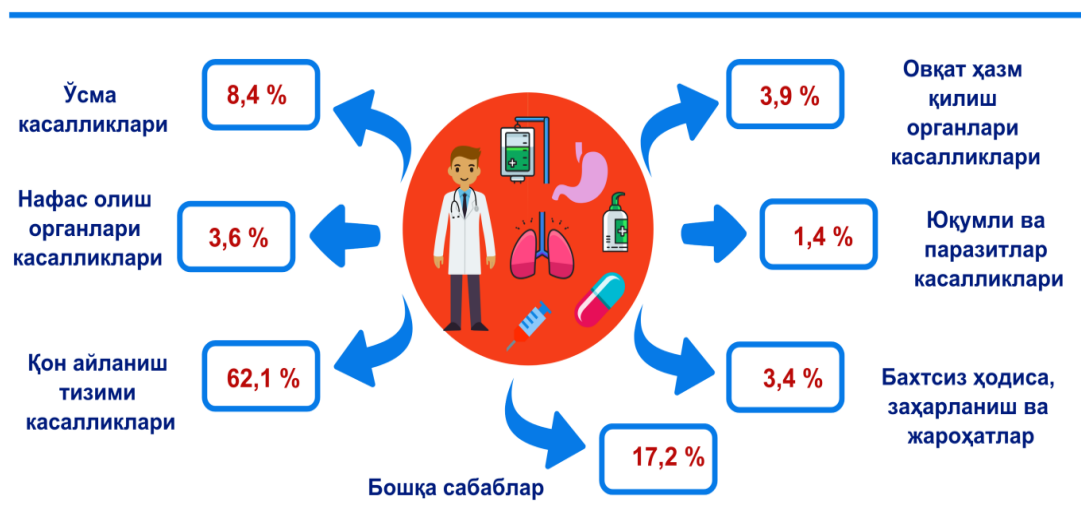 Ўсма
касалликлари
8,4 %
Нафас олиш
органлари
касалликлари
3,6 %
Қон айланиш
тизими
касалликлари
62,1 %
Бошқа сабаблар
17,2 %
3,9 %
Овқат ҳазм
қилиш
органлари
касалликлари
1,4 %
Юқумли ва
паразитлар
касалликлари
3,4 %
Бахтсиз ҳодиса,
заҳарланиш ва
жароҳатлар